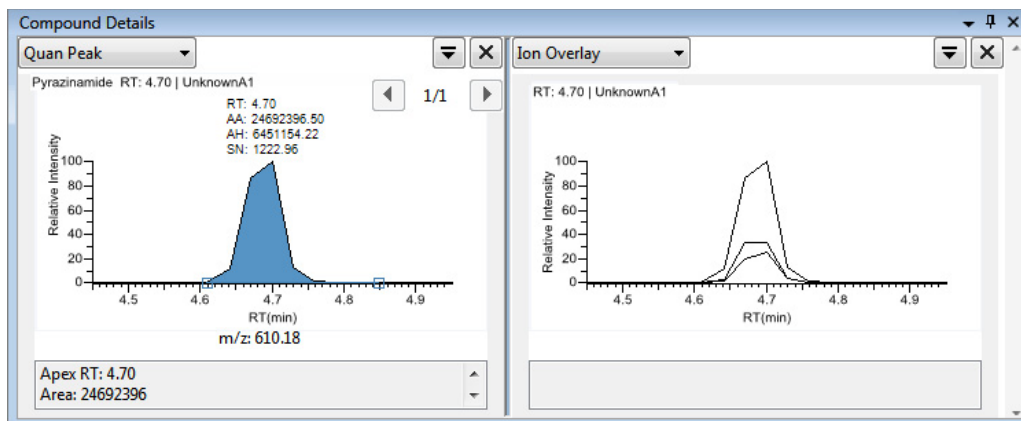 Compound Details
Quan Peak
Pyrazinamide RT: 4.70 | UnknownA1
1/1
RT: 4.70
AA: 24692396.50
AH: 6451154.22
SN: 1222.96
Relative Intensity
100
80
60
40
20
0
4.5 4.6 4.7 4.8 4.9
RT(min)
m/z: 610.18
Apex RT: 4.70
Area: 24692396
Ion Overlay
RT: 4.70 | UnknownA1
Relative Intensity
100
80
60
40
20
0
4.5 4.6 4.7 4.8 4.9
RT(min)